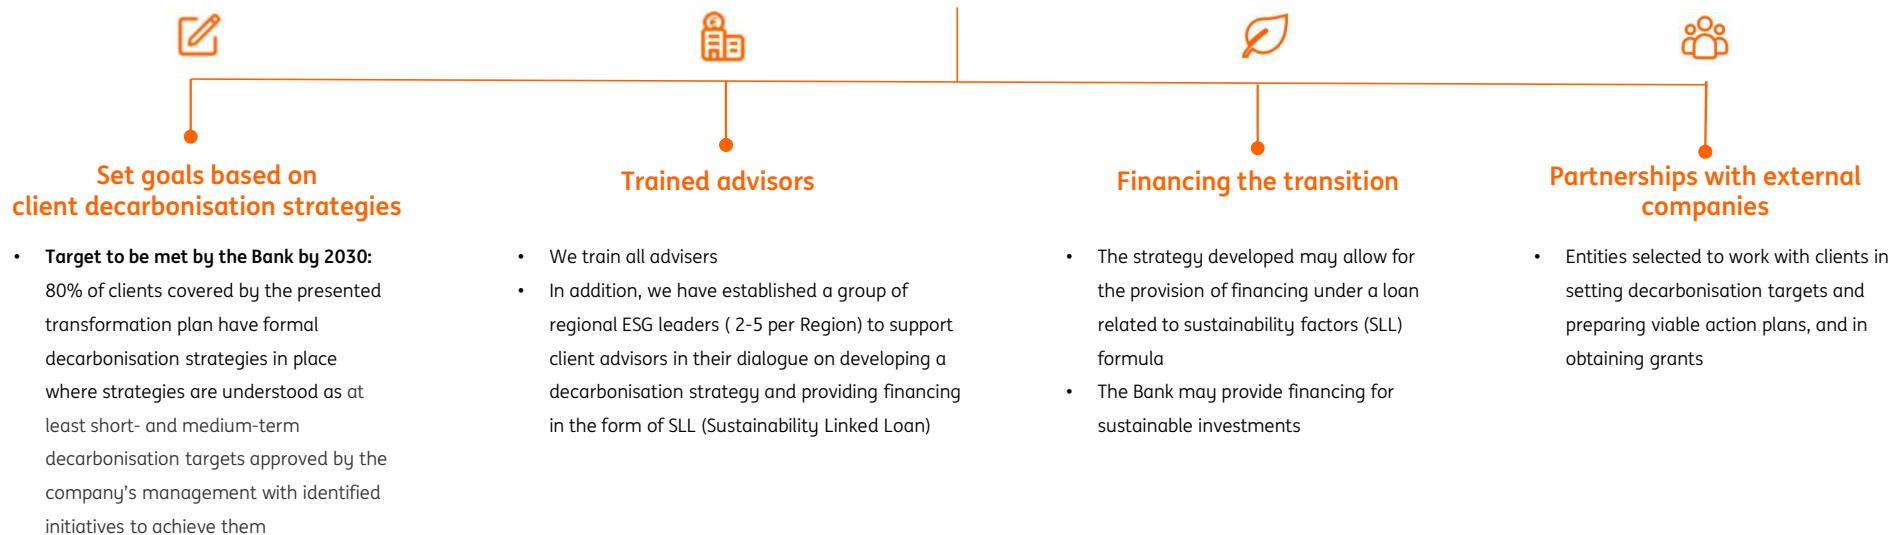 Set goals based on
client decarbonisation strategies
• Target to be met by the Bank by 2030:
80% of clients covered by the presented
transformation plan have formal
decarbonisation strategies in place
where strategies are understood as at
least short- and medium-term
decarbonisation targets approved by the
company's management with identified
initiatives to achieve them
Trained advisors
• We train all advisers
• In addition, we have established a group of
regional ESG leaders ( 2-5 per Region) to support
client advisors in their dialogue on developing a
decarbonisation strategy and providing financing
in the form of SLL (Sustainability Linked Loan)
Financing the transition
• The strategy developed may allow for
the provision of financing under a loan
related to sustainability factors (SLL)
formula
• The Bank may provide financing for
sustainable investments
Partnerships with external
companies
• Entities selected to work with clients in
setting decarbonisation targets and
preparing viable action plans, and in
obtaining grants